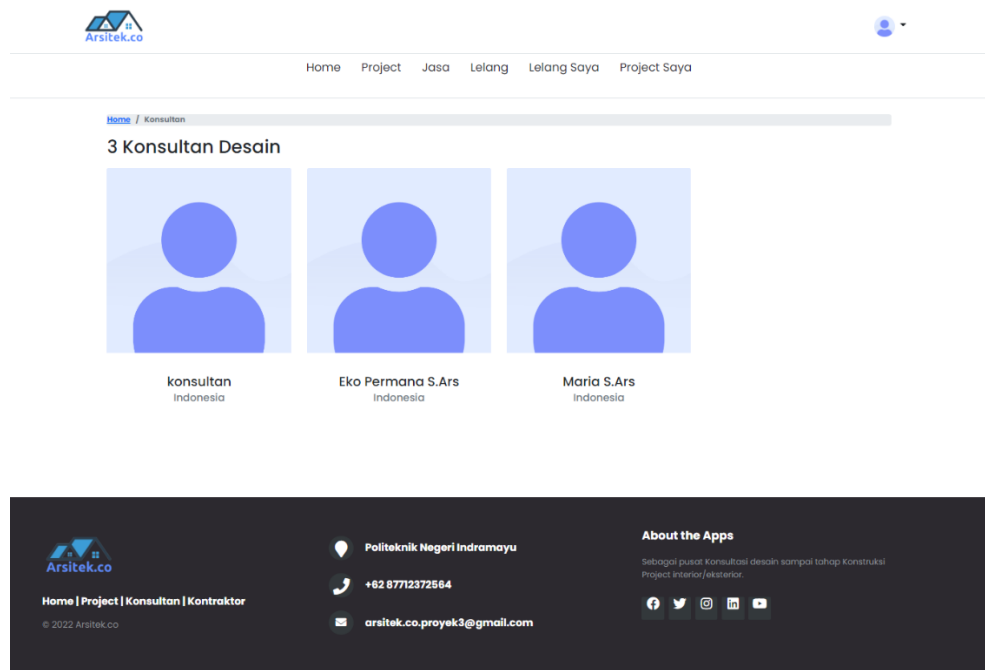 Arsitek.co
Home Project Jasa Lelang Lelang Saya Project Saya
Home / Konsultan
3 Konsultan Desain
konsultan
Indonesia
Eko Permana S.Ars
Indonesia
Maria S.Ars
Indonesia
Arsitek.co
Home | Project | Konsultan | Kontraktor
© 2022 Arsitek.co
Politeknik Negeri Indramayu
+62 87712372564
arsitek.co.proyek3@gmail.com
About the Apps
Sebagai pusat Konsultasi desain sampai tahap Konstruksi
Project interior/eksterior.